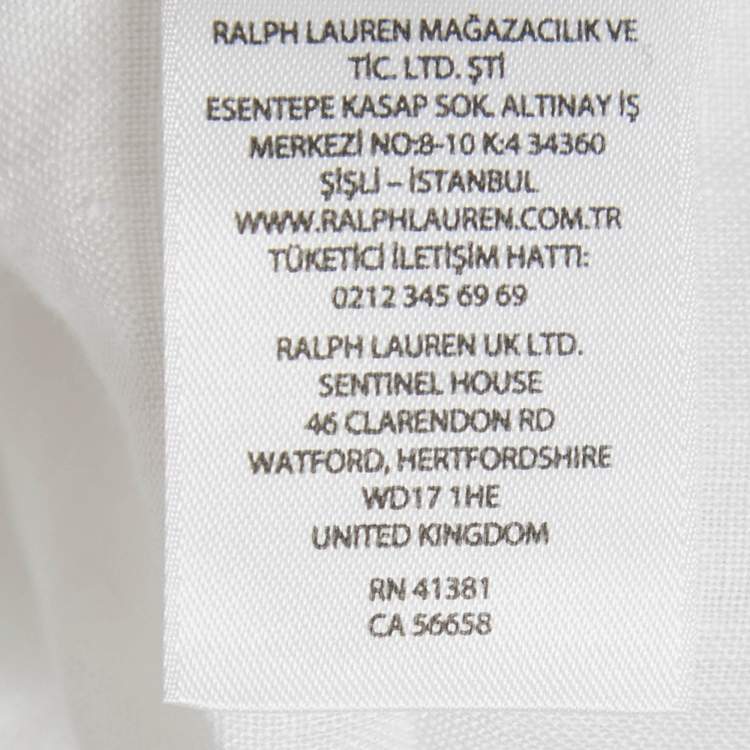 RALPH LAUREN MAĞAZACILIK VE
TİC. LTD. ŞTİ
ESENTEPE KASAP SOK. ALTINAY İŞ
MERKEZİ NO:8-10 K:4 34360
ŞİŞLİ – İSTANBUL
WWW.RALPHLAUREN.COM.TR
TÜKETİCİ İLETİŞİM HATTI:
0212 345 69 69
RALPH LAUREN UK LTD.
SENTINEL HOUSE
46 CLARENDON RD
WATFORD, HERTFORDSHIRE
WD17 1HE
UNITED KINGDOM
RN 41381
CA 56658